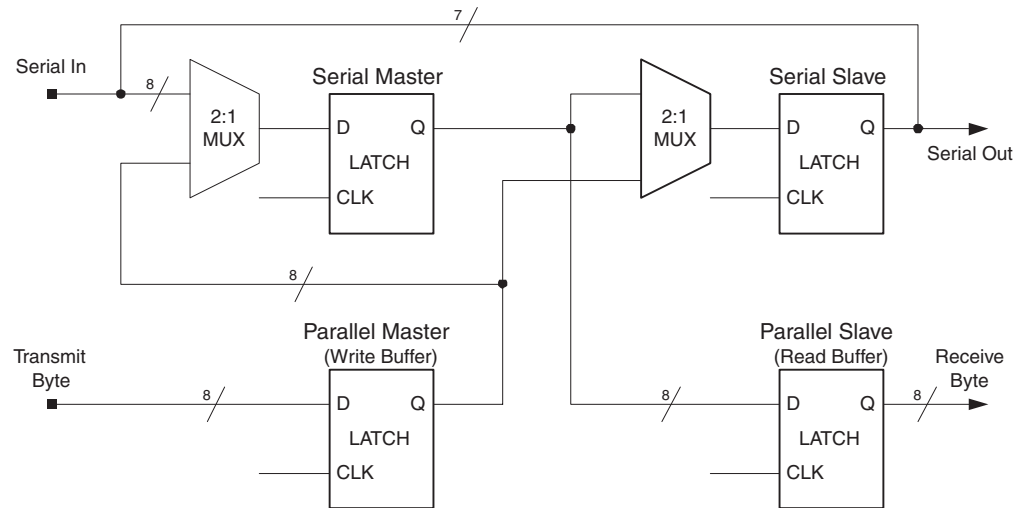 7
Serial In
8
2:1
MUX
Serial Master
D Q
LATCH
CLK
2:1
MUX
Serial Slave
D Q
LATCH
CLK
Serial Out
8
Transmit
Byte
8
Parallel Master
(Write Buffer)
D Q
LATCH
CLK
8
Parallel Slave
(Read Buffer)
D Q
LATCH
CLK
8
Receive
Byte